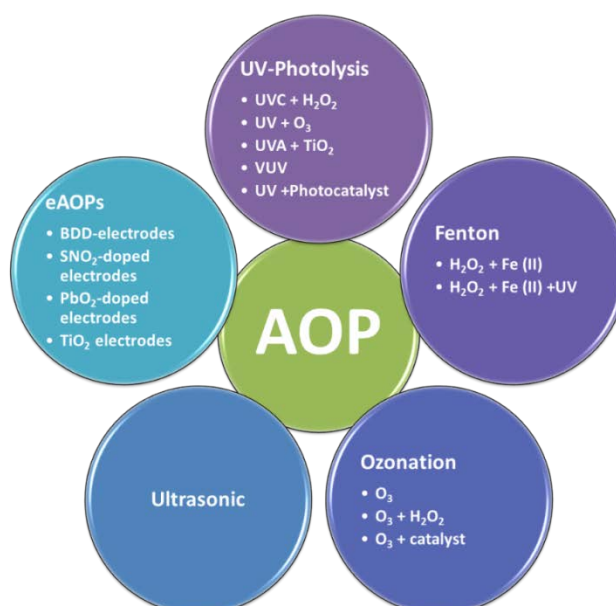 UV-Photolysis
• UVC + H₂O₂
• UV + O₃
• UVA + TiO₂
• VUV
• UV +Photocatalyst
eAOPs
• BDD-electrodes
• SNO₂-doped
electrodes
• PbO₂-doped
electrodes
• TiO₂ electrodes
Fenton
• H₂O₂ + Fe (II)
• H₂O₂ + Fe (II) +UV
AOP
Ultrasonic
Ozonation
• O₃
• O₃ + H₂O₂
• O₃ + catalyst